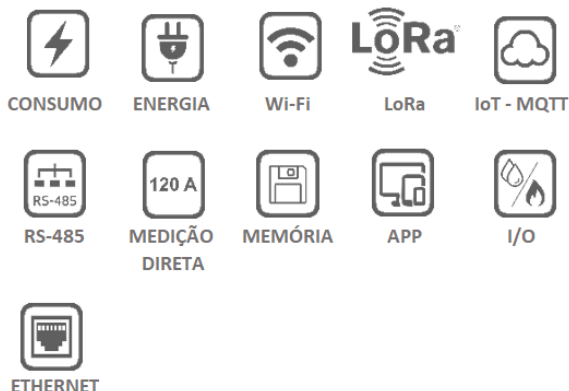 LoRa
CONSUMO ENERGIA Wi-Fi LoRa IoT - MQTT
RS-485 120 A
RS-485 MEDIÇÃO MEMÓRIA APP I/O
DIRETA
ETHERNET